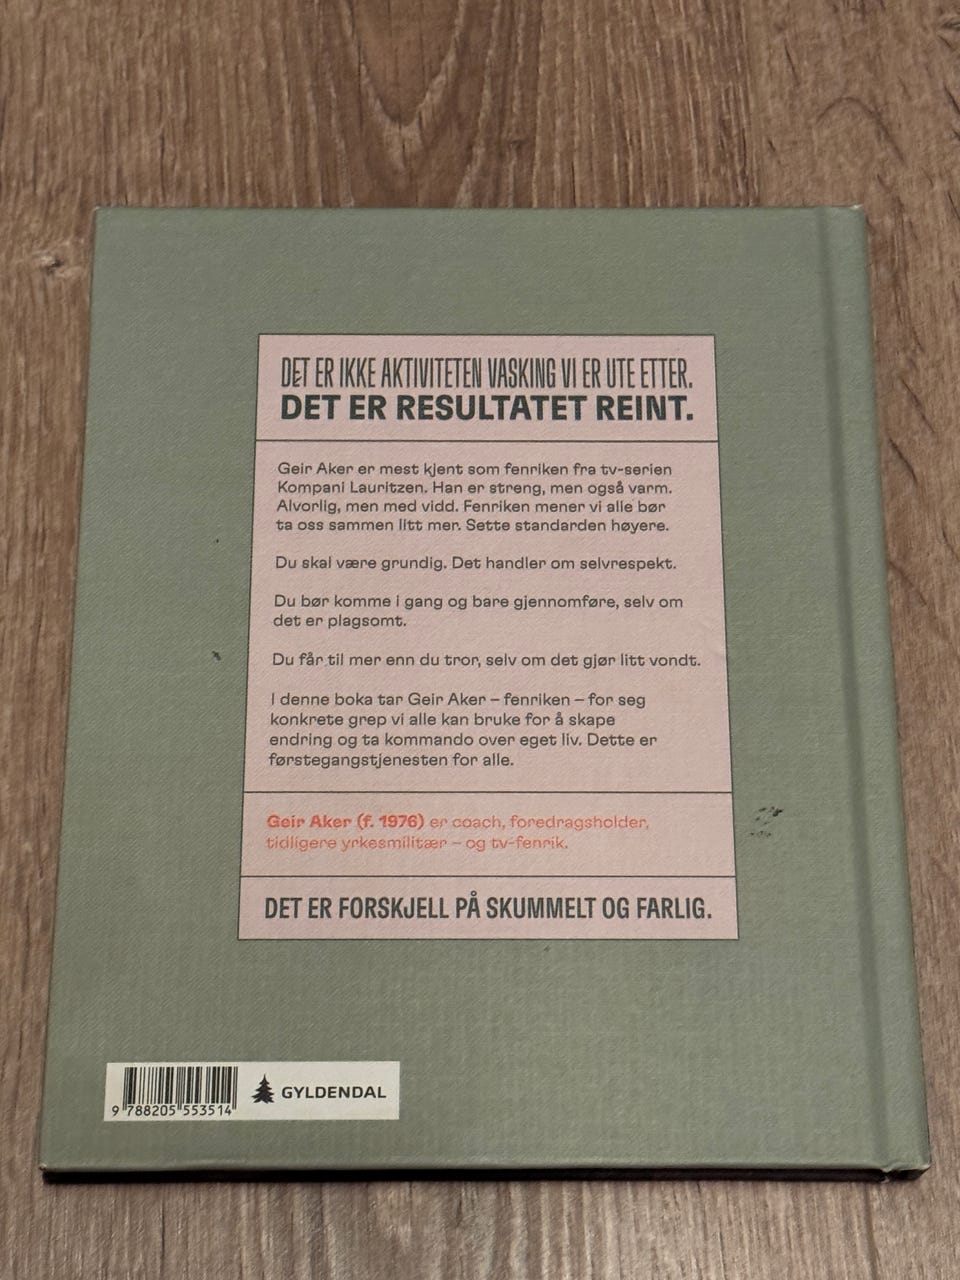 DET ER IKKE AKTIVITETEN VASKING VI ER UTE ETTER.
DET ER RESULTATET REINT.
Geir Aker er mest kjent som fenriken fra tv-serien
Kompani Lauritzen. Han er streng, men også varm.
Alvorlig, men med vidd. Fenriken mener vi alle bør
ta oss sammen litt mer. Sette standarden høyere.
Du skal være grundig. Det handler om selvrespekt.
Du bør komme i gang og bare gjennomføre, selv om
det er plagsomt.
Du får til mer enn du tror, selv om det gjør litt vondt.
I denne boka tar Geir Aker – fenriken – for seg
konkrete grep vi alle kan bruke for å skape
endring og ta kommando over eget liv. Dette er
førstegangstjenesten for alle.
Geir Aker (f. 1976) er coach, foredragsholder,
tidligere yrkesmilitær – og tv-fenrik.
DET ER FORSKJELL PÅ SKUMMELT OG FARLIG.
GYLDENDAL
9 788205 553514